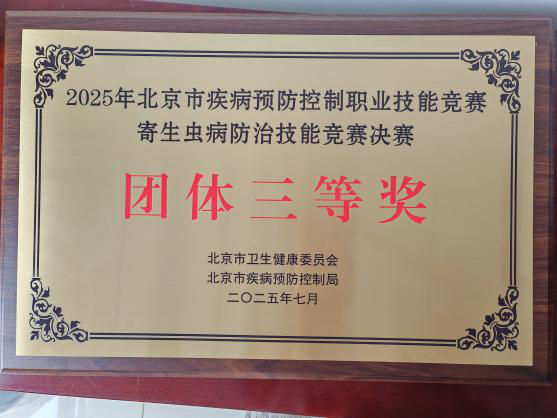 2025年北京市疾病预防控制职业技能竞赛
寄生虫病防治技能竞赛决赛
团体三等奖
北京市卫生健康委员会
北京市疾病预防控制局
二〇二五年七月